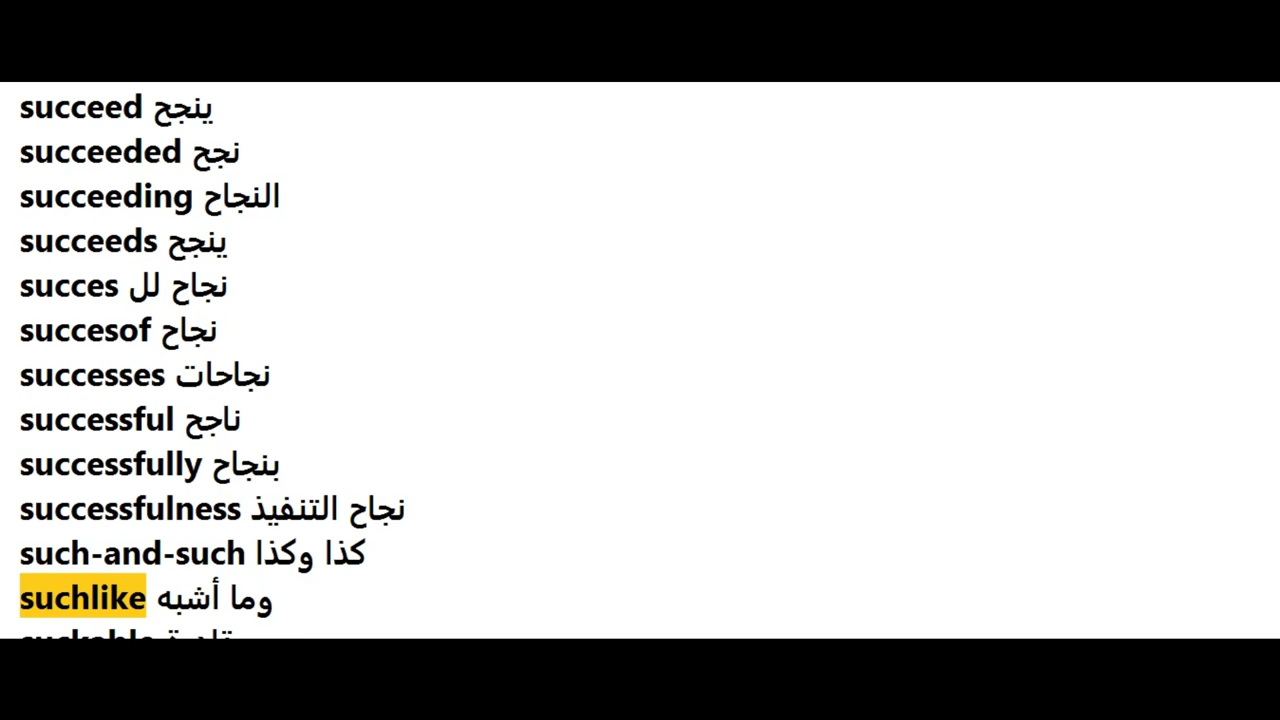 succeed ينجح
succeeded نجح
succeeding النجاح
succeeds ينجح
succes نجاح لل
succesof نجاح
successes نجاحات
successful ناجح
successfully بنجاح
successfulness نجاح التنفيذ
such-and-such كذا وكذا
suchlike وما أشبه